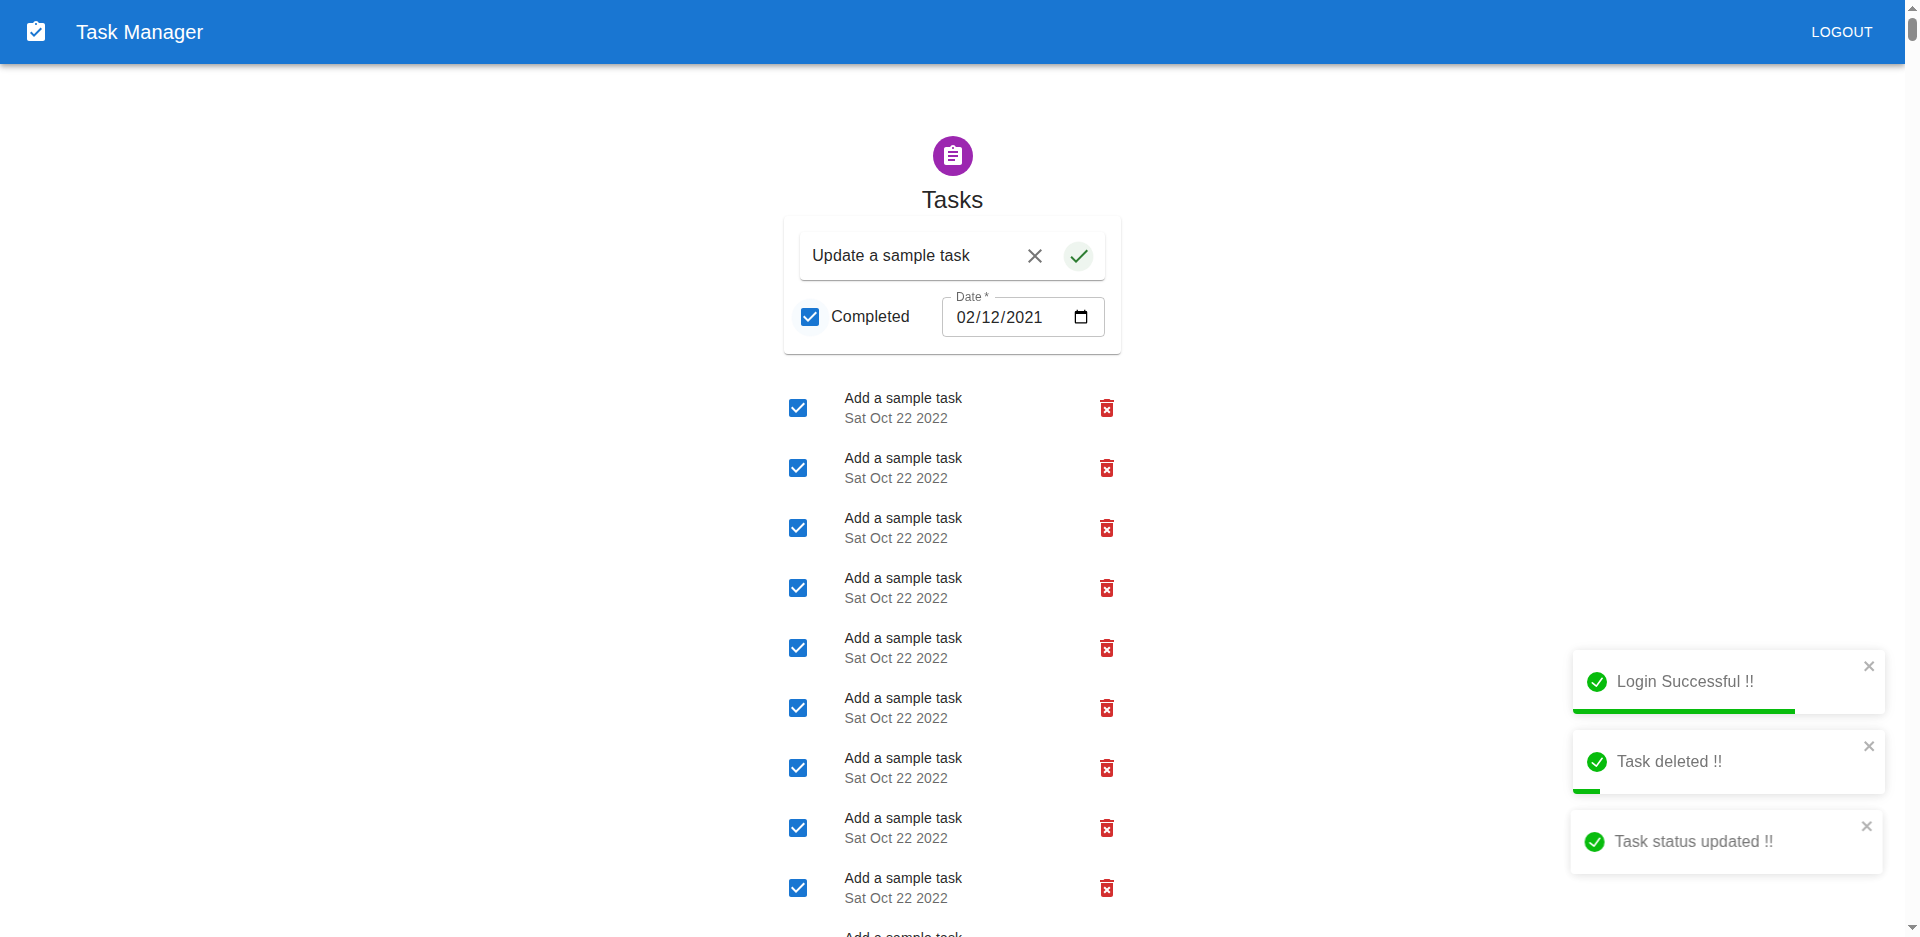 Task Manager
LOGOUT
Tasks
Update a sample task
Completed
Date *
02/12/2021
Add a sample task
Sat Oct 22 2022
Add a sample task
Sat Oct 22 2022
Add a sample task
Sat Oct 22 2022
Add a sample task
Sat Oct 22 2022
Add a sample task
Sat Oct 22 2022
Add a sample task
Sat Oct 22 2022
Add a sample task
Sat Oct 22 2022
Add a sample task
Sat Oct 22 2022
Add a sample task
Sat Oct 22 2022
Add a sample task
Login Successful !!
Task deleted !!
Task status updated !!